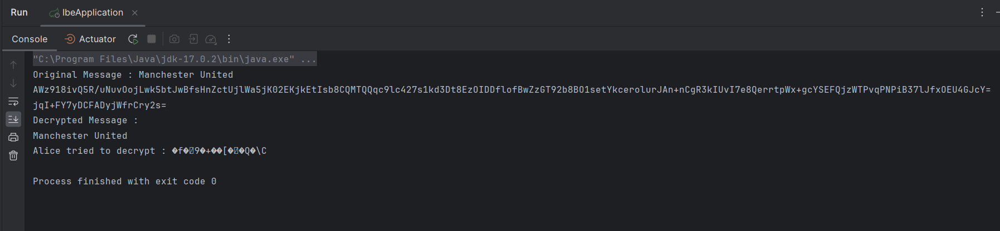 Run IbeApplication
Console Actuator
"C:\Program Files\Java\jdk-17.0.2\bin\java.exe" ...
Original Message : Manchester United
AWz918ivQ5R/uNuvOojLwk5btJwBfsHnZctUjlWa5jK02EKjkEtIsb8CQMTQQqc9lc427s1kd3Dt8EzOIDDflofBwZzGT92b8BO1setYkcerolurJAn+nCgR3kIUvI7e8QerrtpWx+gcYSEFQjzWTPvqPNPiB37lJfxOEU4GJcY=
jqI+FY7yDCFADyjWfrCry2s=
Decrypted Message :
Manchester United
Alice tried to decrypt : �f�9�+��[��Q�\C
Process finished with exit code 0